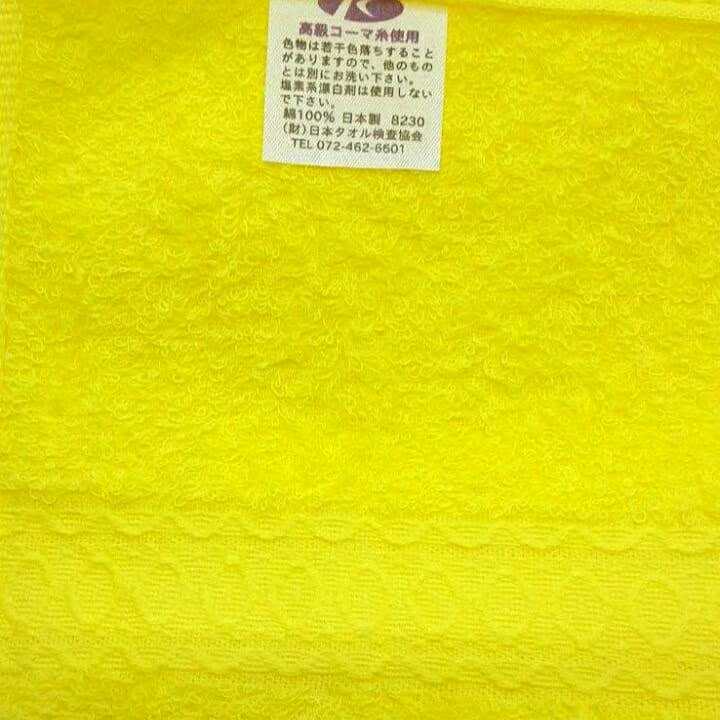 高級コーマ糸使用
色物は若干色落ちすること
がありますので、他のもの
とは別にお洗い下さい。
塩素系漂白剤は使用しない
で下さい。
綿100% 日本製 8230
(財)日本タオル検査協会
TEL 072-462-6501